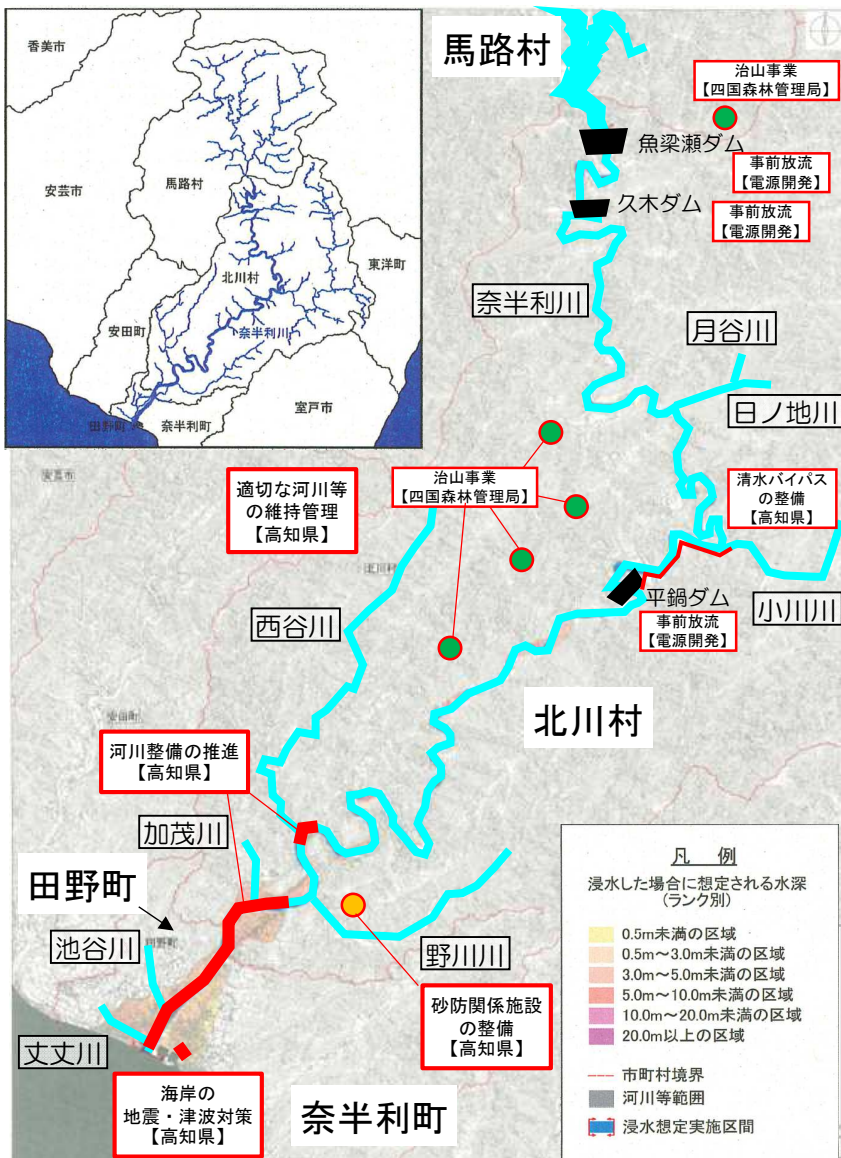 香美市
馬路村
安芸市
北川村
東洋町
安田町
奈半利川
室戸市
田野町
奈半利町
馬路村
治山事業
【四国森林管理局】
魚梁瀬ダム
事前放流
【電源開発】
久木ダム
事前放流
【電源開発】
奈半利川
月谷川
日ノ地川
安芸市
適切な河川等
の維持管理
【高知県】
治山事業
【四国森林管理局】
清水バイパス
の整備
【高知県】
北川村
平鍋ダム
事前放流
【電源開発】
小川川
西谷川
北川村
安田町
河川整備の推進
【高知県】
加茂川
田野町
田野町
池谷川
野川川
砂防関係施設
の整備
【高知県】
丈丈川
海岸の
地震・津波対策
【高知県】
奈半利町
凡 例
浸水した場合に想定される水深
(ランク別)
0.5m未満の区域
0.5m～3.0m未満の区域
3.0m～5.0m未満の区域
5.0m～10.0m未満の区域
10.0m～20.0m未満の区域
20.0m以上の区域
市町村境界
河川等範囲
浸水想定実施区間